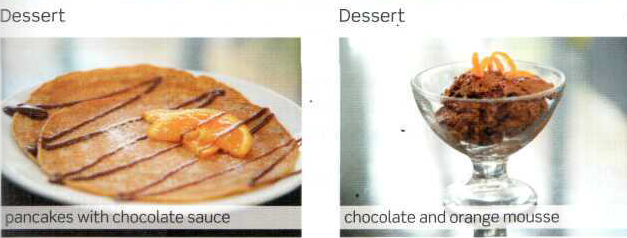 Dessert
pancakes with chocolate sauce
Dessert
chocolate and orange mousse